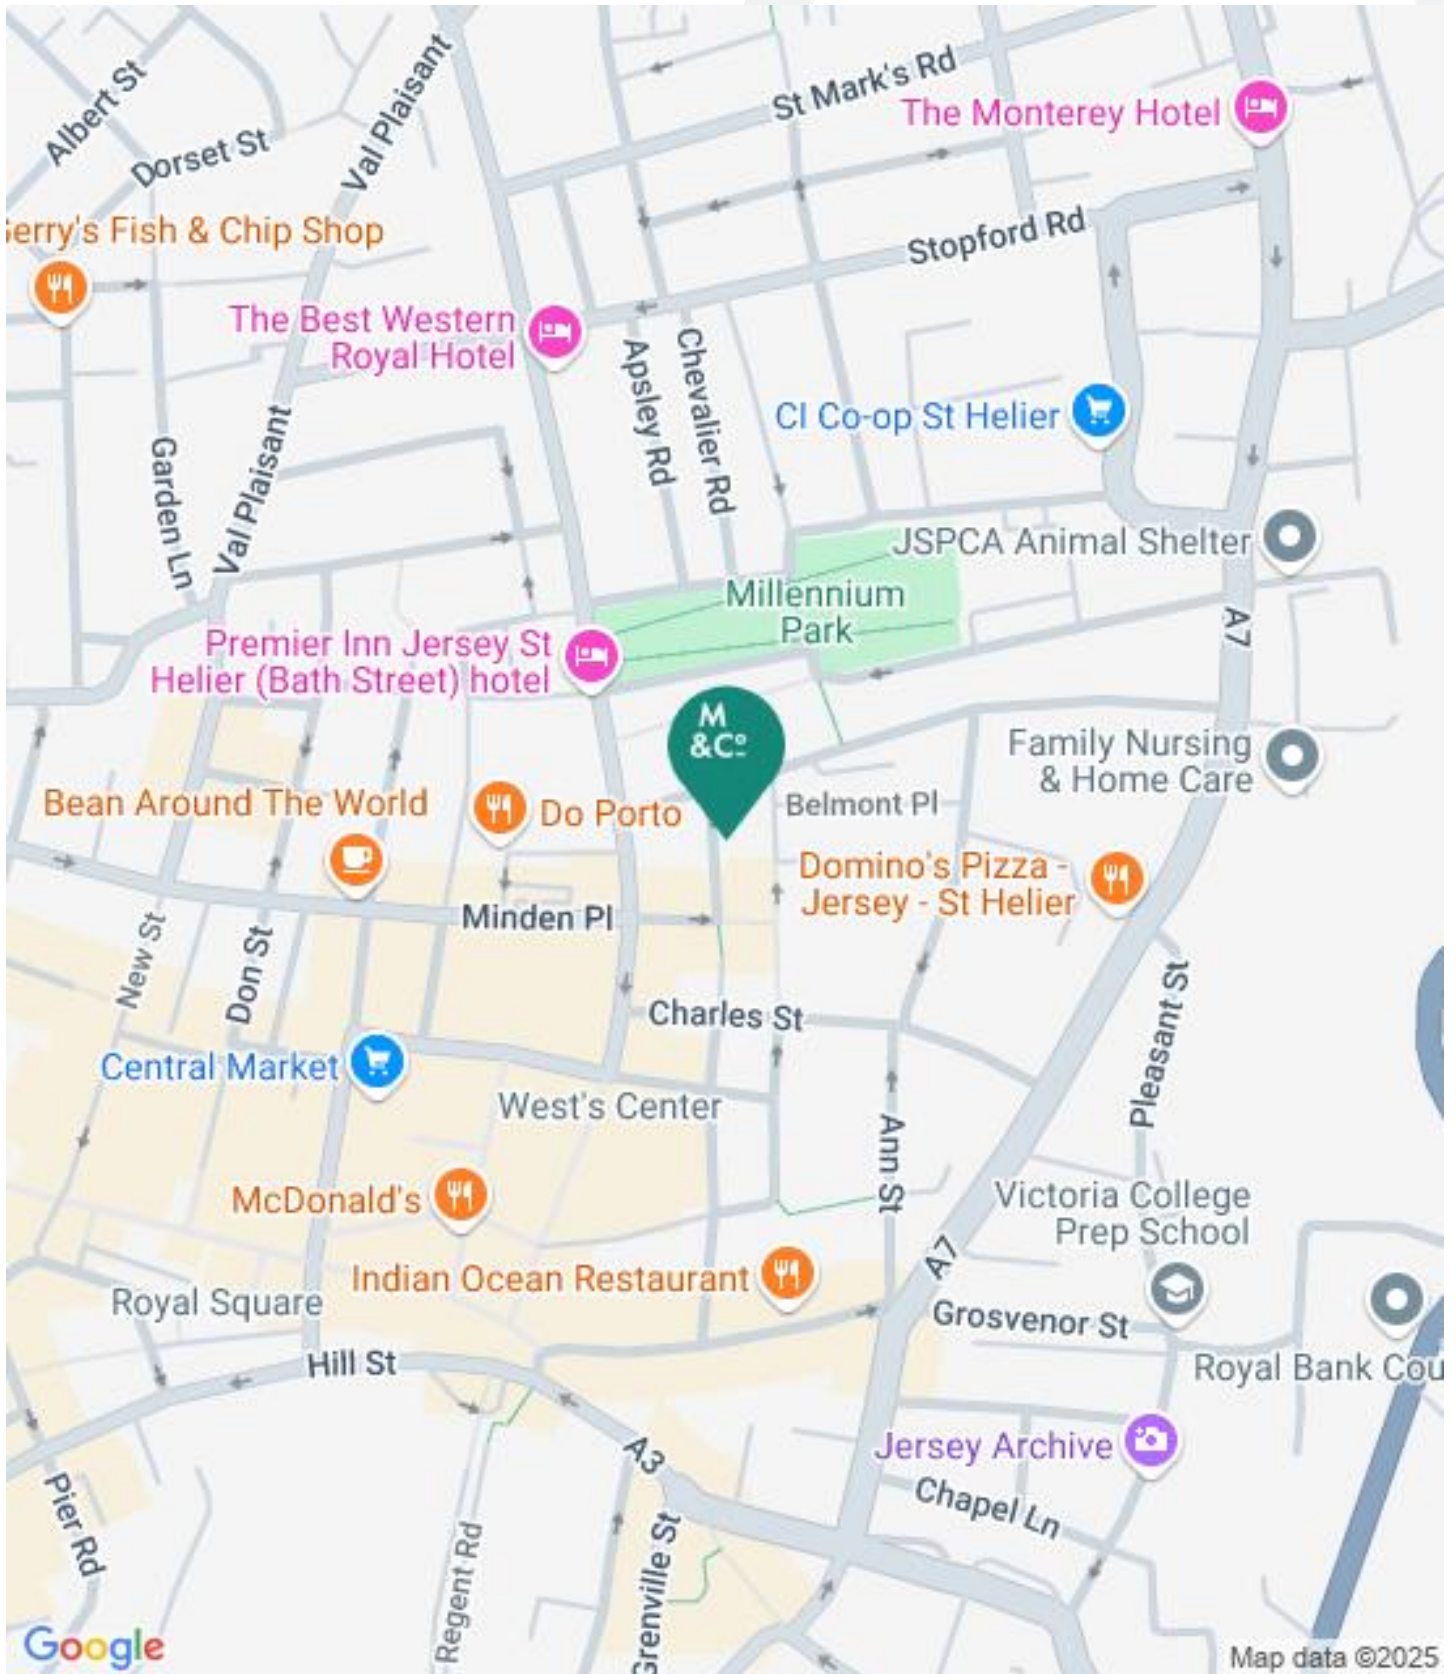 St Mark's Rd
The Monterey Hotel
Albert St
Val Plaisant
Dorset St
Gerry's Fish & Chip Shop
Stopford Rd
The Best Western
Royal Hotel
Apsley Rd
Chevalier Rd
CI Co-op St Helier
Garden Ln
Val Plaisant
JSPCA Animal Shelter
Millennium
Park
A7
Premier Inn Jersey St
Helier (Bath Street) hotel
M
&Co
Family Nursing
& Home Care
Bean Around The World
Do Porto
Belmont Pl
Domino's Pizza -
Jersey - St Helier
Minden Pl
New St
Don St
Charles St
Pleasant St
Central Market
West's Center
Ann St
McDonald's
Victoria College
Prep School
A7
Indian Ocean Restaurant
Royal Square
Grosvenor St
Hill St
Royal Bank Cou
Jersey Archive
A3
Chapel Ln
Pier Rd
Regent Rd
Grenville St
Google
Map data ©2025